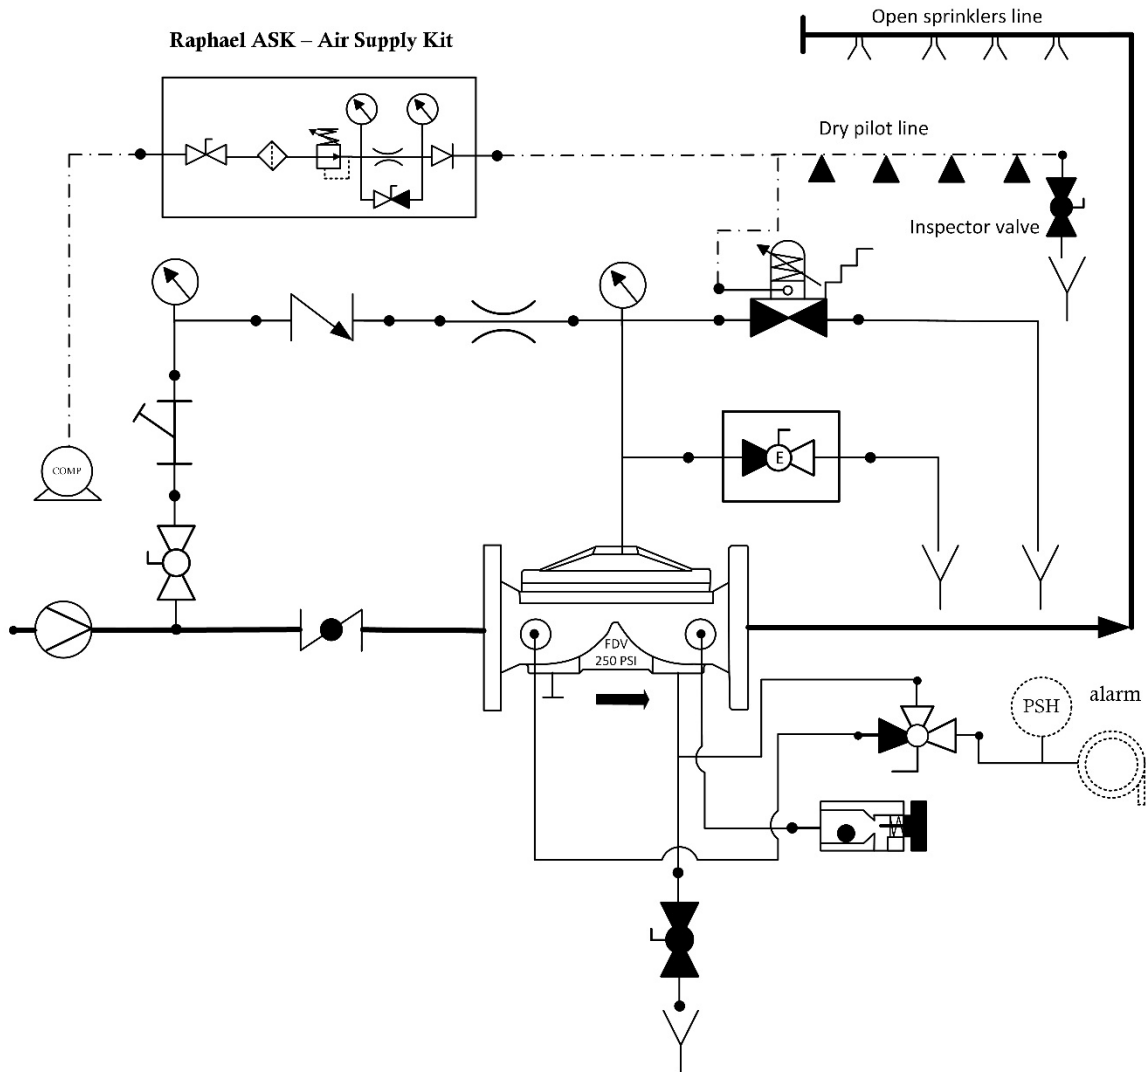 Open sprinklers line
Raphael ASK – Air Supply Kit
Dry pilot line
Inspector valve
COMP
E
FDV
250 PSI
PSH
alarm